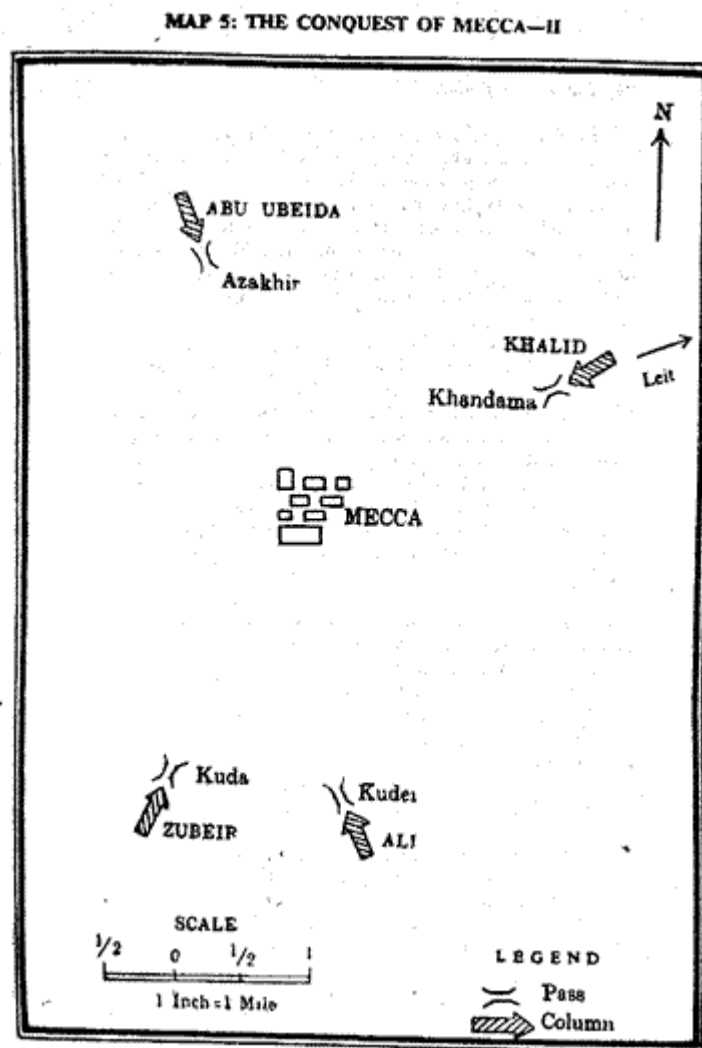 MAP 5: THE CONQUEST OF MECCA—II
N
ABU UBEIDA
Azakhir
KHALID
Leit
Khandama
MECCA
Kuda
Kudei
ZUBEIR
ALI
SCALE
1/2 0 1/2 1
1 Inch=1 Mile
LEGEND
Pass
Column